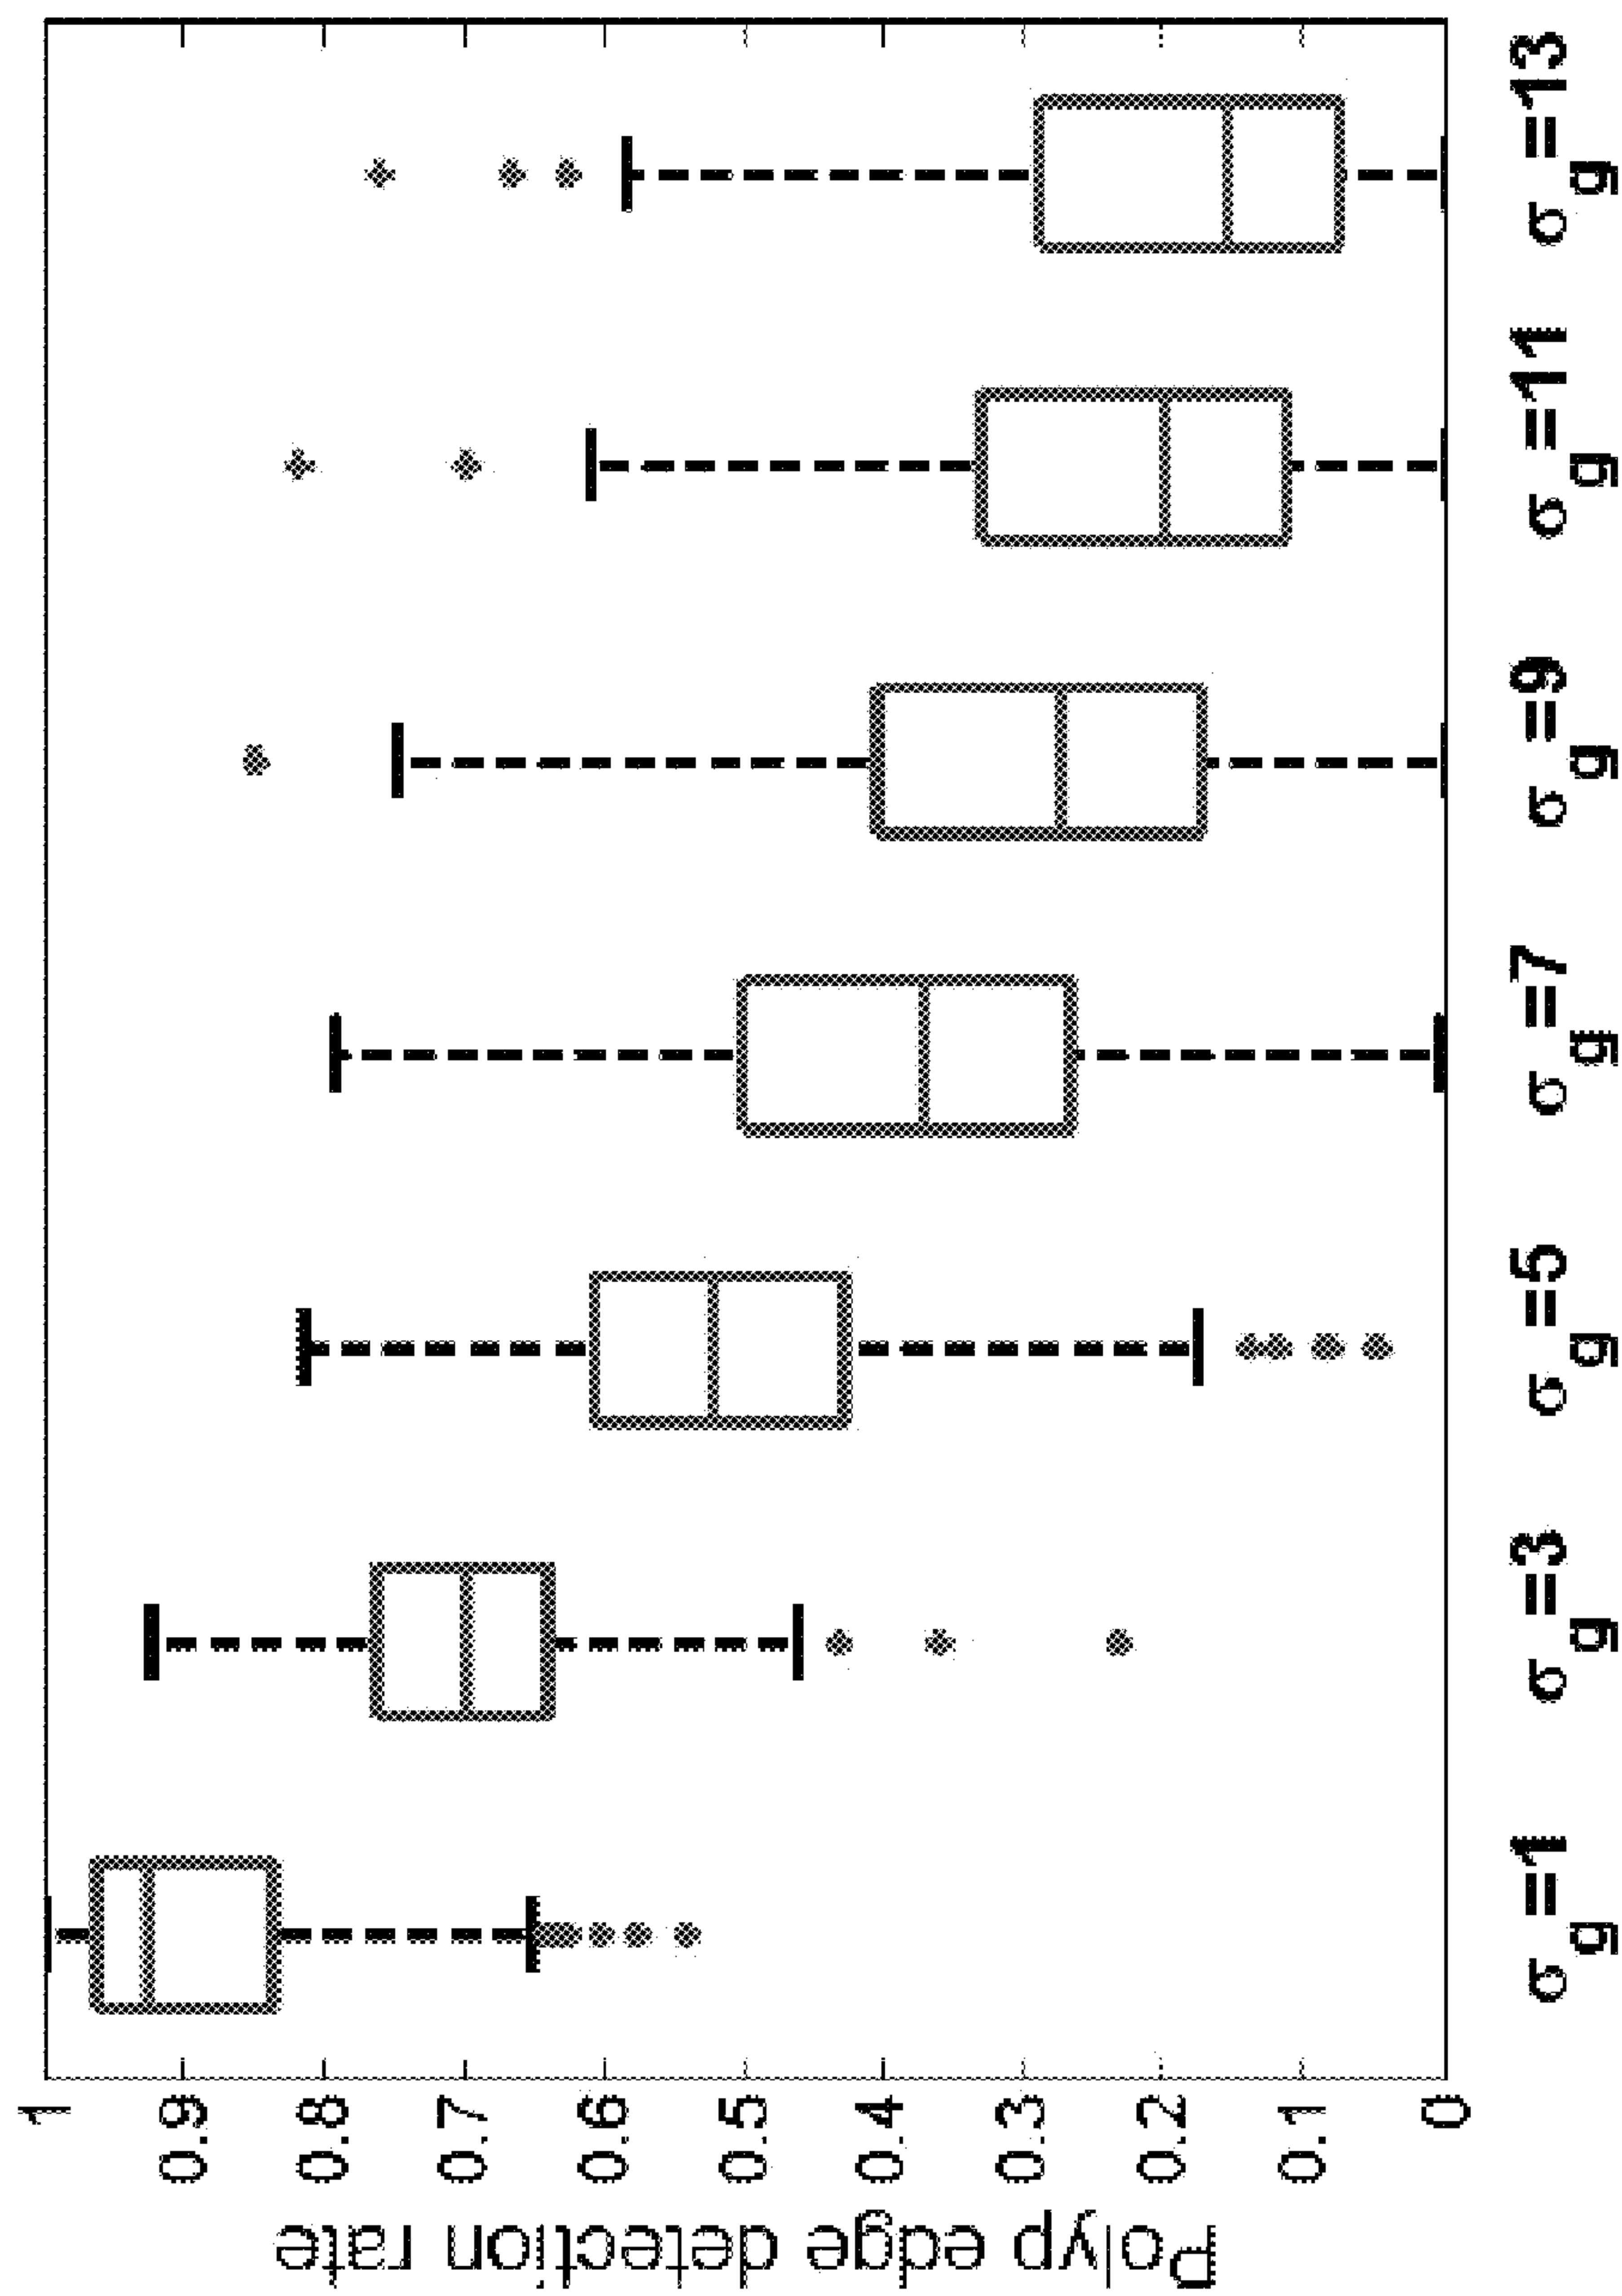 Polyp edge detection rate
1
0.9
0.8
0.7
0.6
0.5
0.4
0.3
0.2
0.1
0
σg=1
σg=3
σg=5
σg=7
σg=9
σg=11
σg=13